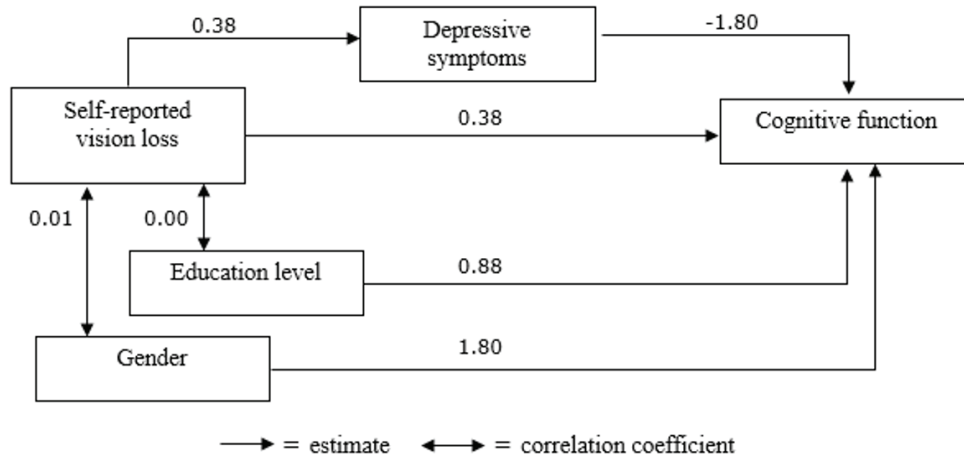 0.38
-1.80
Depressive
symptoms
Self-reported
vision loss
0.38
Cognitive function
0.01
0.00
Education level
0.88
Gender
1.80
= estimate
= correlation coefficient